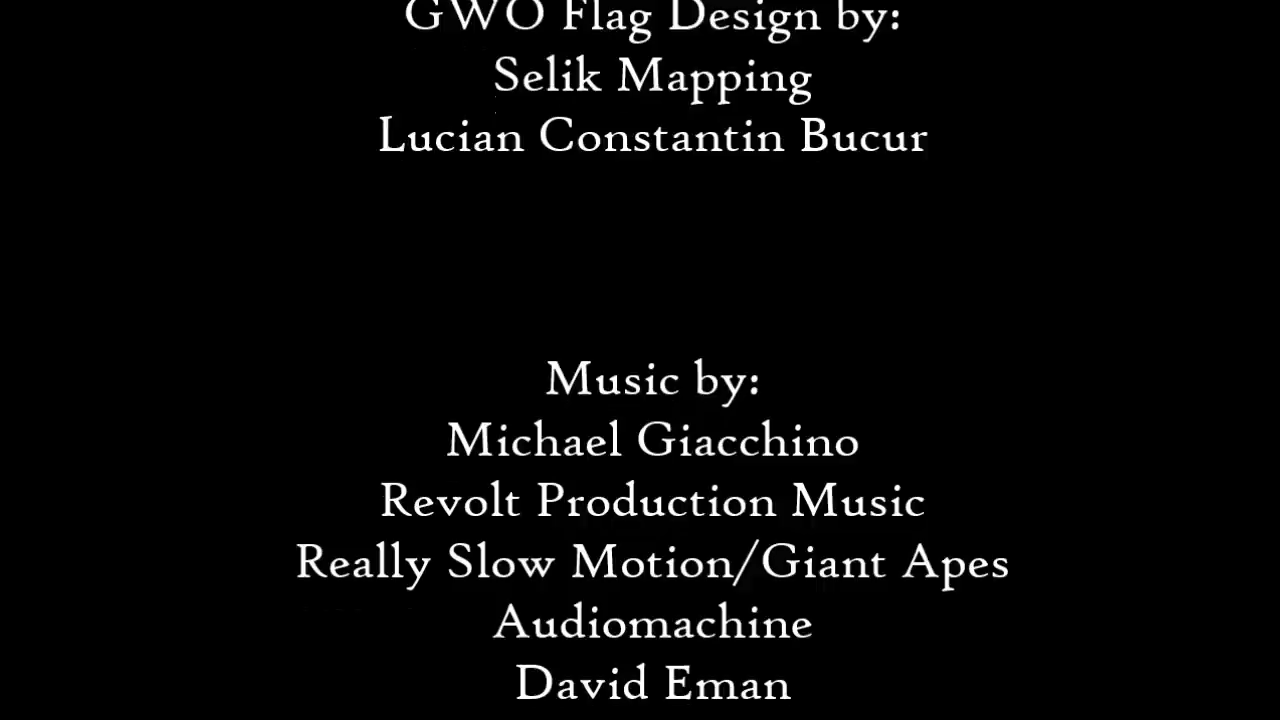 GWO Flag Design by:
Selik Mapping
Lucian Constantin Bucur
Music by:
Michael Giacchino
Revolt Production Music
Really Slow Motion/Giant Apes
Audiomachine
David Eman